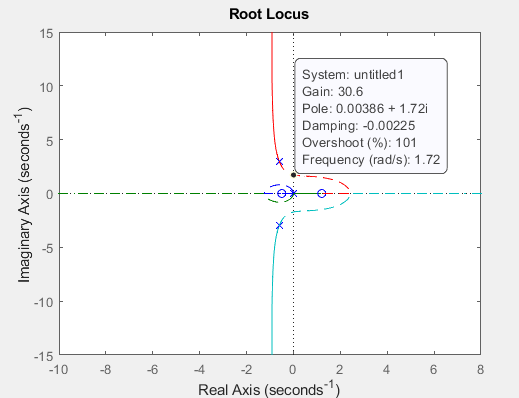 Root Locus
15
10
5
0
-5
-10
-15
-10
-8
-6
-4
-2
0
2
4
6
8
Imaginary Axis (seconds⁻¹)
Real Axis (seconds⁻¹)
System: untitled1
Gain: 30.6
Pole: 0.00386 + 1.72i
Damping: -0.00225
Overshoot (%): 101
Frequency (rad/s): 1.72